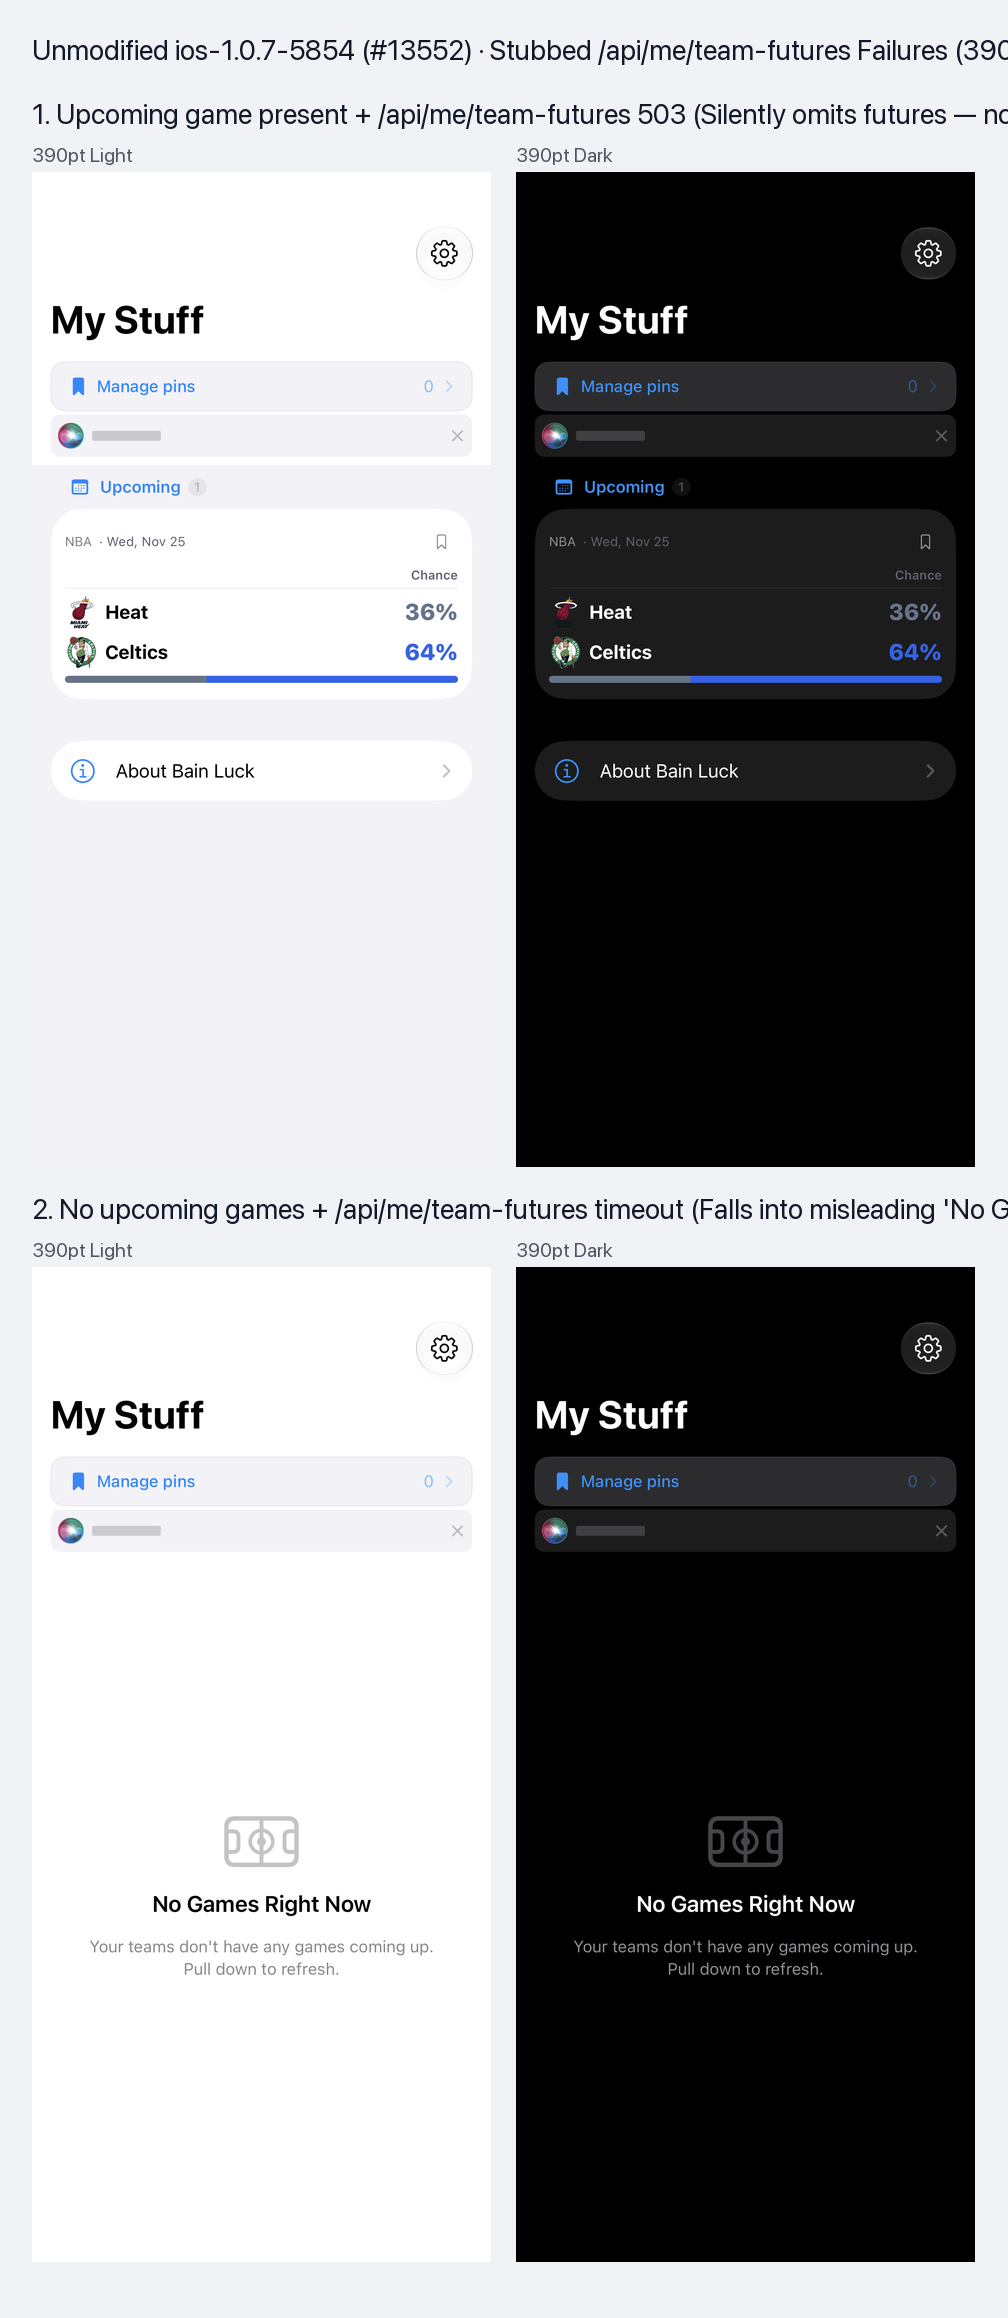 Unmodified ios-1.0.7-5854 (#13552) · Stubbed /api/me/team-futures Failures (390
1. Upcoming game present + /api/me/team-futures 503 (Silently omits futures — no
390pt Light
390pt Dark
My Stuff
Manage pins 0
Upcoming 1
NBA · Wed, Nov 25
Chance
Heat 36%
Celtics 64%
About Bain Luck
My Stuff
Manage pins 0
Upcoming 1
NBA · Wed, Nov 25
Chance
Heat 36%
Celtics 64%
About Bain Luck
2. No upcoming games + /api/me/team-futures timeout (Falls into misleading 'No G
390pt Light
390pt Dark
My Stuff
Manage pins 0
No Games Right Now
Your teams don't have any games coming up.
Pull down to refresh.
My Stuff
Manage pins 0
No Games Right Now
Your teams don't have any games coming up.
Pull down to refresh.